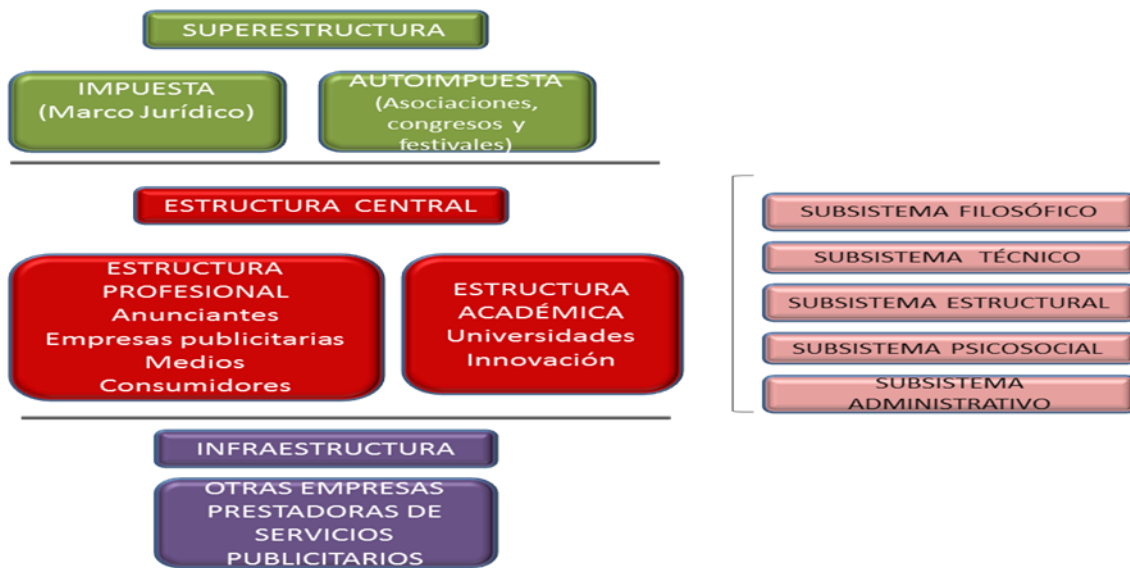 SUPERESTRUCTURA
IMPUESTA
(Marco Jurídico)
AUTOIMPUESTA
(Asociaciones,
congresos y
festivales)
ESTRUCTURA CENTRAL
ESTRUCTURA
PROFESIONAL
Anunciantes
Empresas publicitarias
Medios
Consumidores
ESTRUCTURA
ACADÉMICA
Universidades
Innovación
SUBSISTEMA FILOSÓFICO
SUBSISTEMA TÉCNICO
SUBSISTEMA ESTRUCTURAL
SUBSISTEMA PSICOSOCIAL
SUBSISTEMA
ADMINISTRATIVO
INFRAESTRUCTURA
OTRAS EMPRESAS
PRESTADORAS DE
SERVICIOS
PUBLICITARIOS